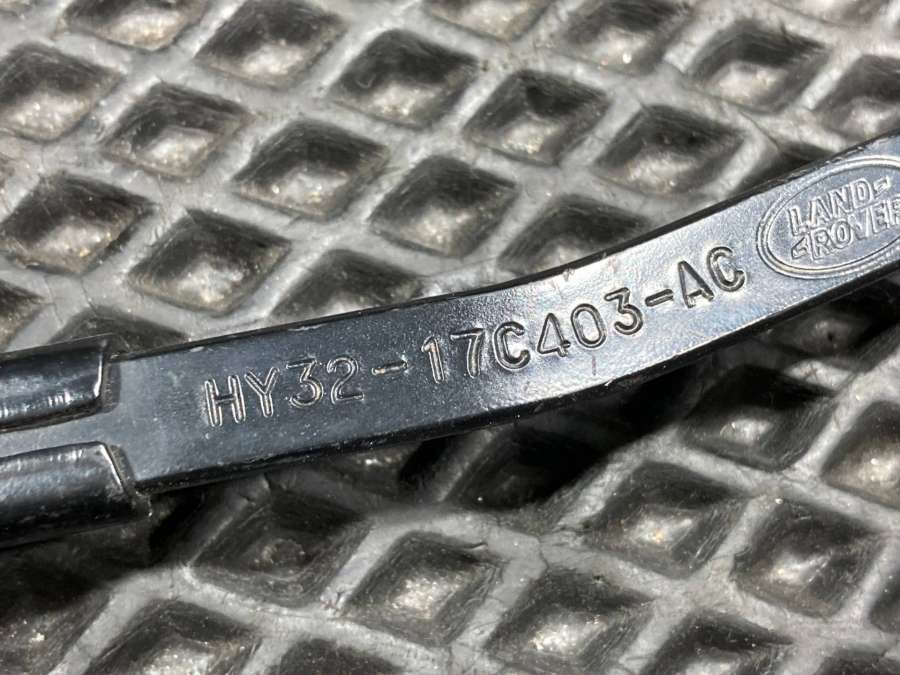 HY32-17C403-AC
LAND
ROVER